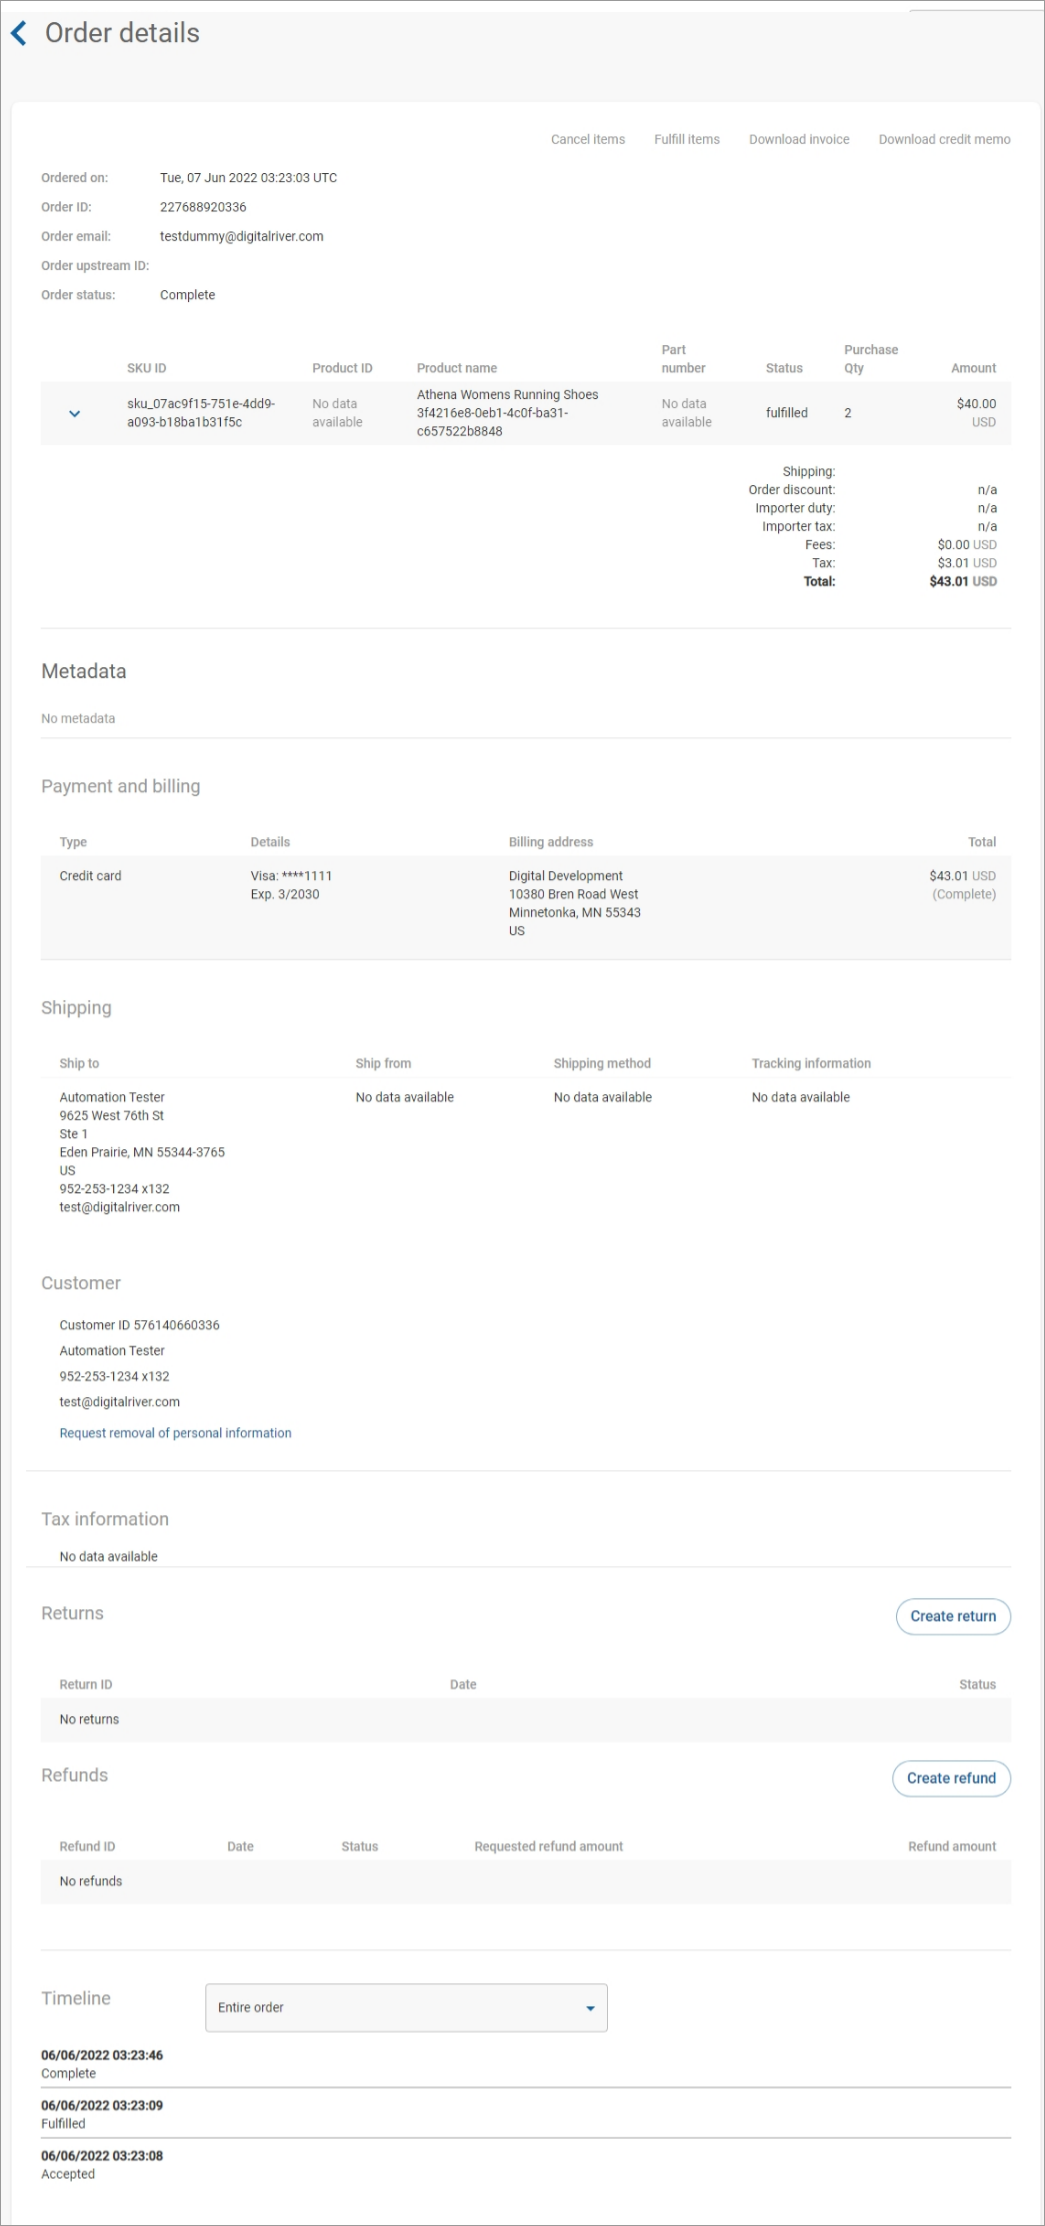 Order details
Cancel items Fulfill items Download invoice Download credit memo
Ordered on: Tue, 07 Jun 2022 03:23:03 UTC
Order ID: 227688920336
Order email: testdummy@digitalriver.com
Order upstream ID:
Order status: Complete
SKU ID Product ID Product name Part number Status Purchase Qty Amount
sku_07ac9f15-751e-4dd9-
a093-b18ba1b31f5c
No data
available
Athena Womens Running Shoes
3f4216e8-0eb1-4c0f-ba31-
c657522b8848
No data
available
fulfilled
2
$40.00
USD
Shipping:
Order discount: n/a
Importer duty: n/a
Importer tax: n/a
Fees: $0.00 USD
Tax: $3.01 USD
Total: $43.01 USD
Metadata
No metadata
Payment and billing
Type Details Billing address Total
Credit card
Visa: ****1111
Exp. 3/2030
Digital Development
10380 Bren Road West
Minnetonka, MN 55343
US
$43.01 USD
(Complete)
Shipping
Ship to Ship from Shipping method Tracking information
Automation Tester
9625 West 76th St
Ste 1
Eden Prairie, MN 55344-3765
US
952-253-1234 x132
test@digitalriver.com
No data available
No data available
No data available
Customer
Customer ID 576140660336
Automation Tester
952-253-1234 x132
test@digitalriver.com
Request removal of personal information
Tax information
No data available
Returns
Create return
Return ID Date Status
No returns
Refunds
Create refund
Refund ID Date Status Requested refund amount Refund amount
No refunds
Timeline
Entire order
06/06/2022 03:23:46
Complete
06/06/2022 03:23:09
Fulfilled
06/06/2022 03:23:08
Accepted